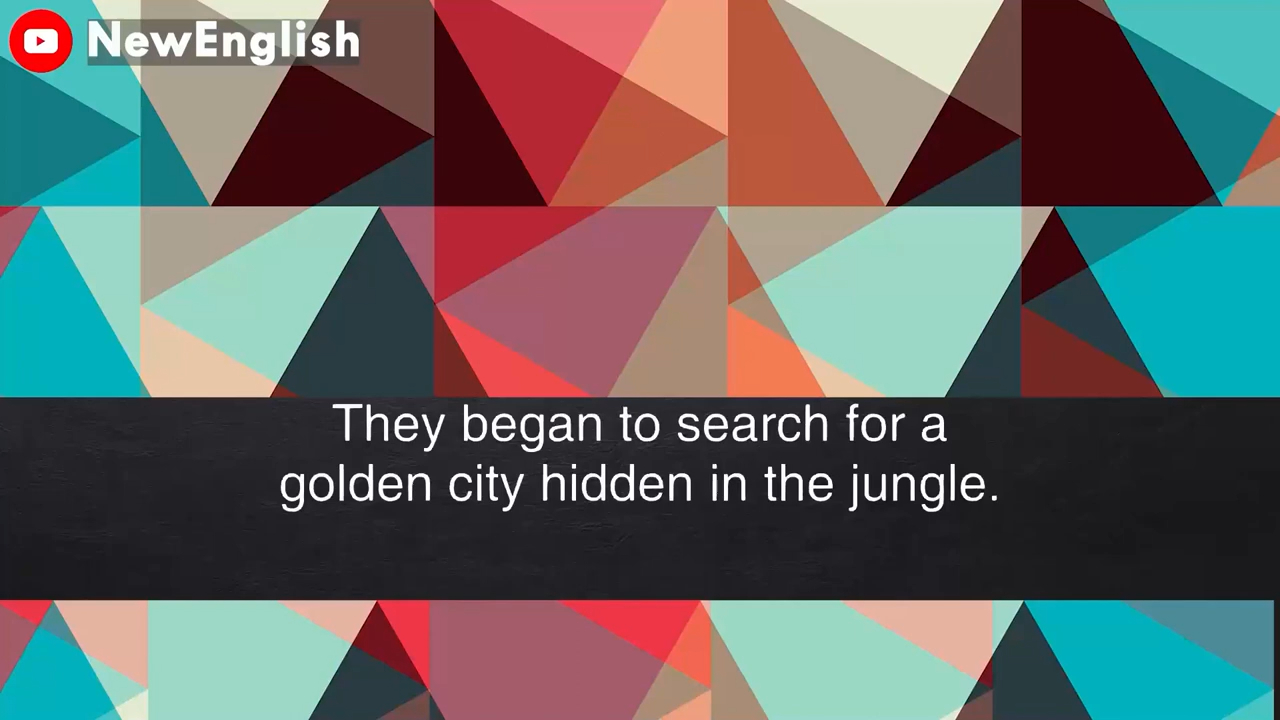 NewEnglish
They began to search for a
golden city hidden in the jungle.